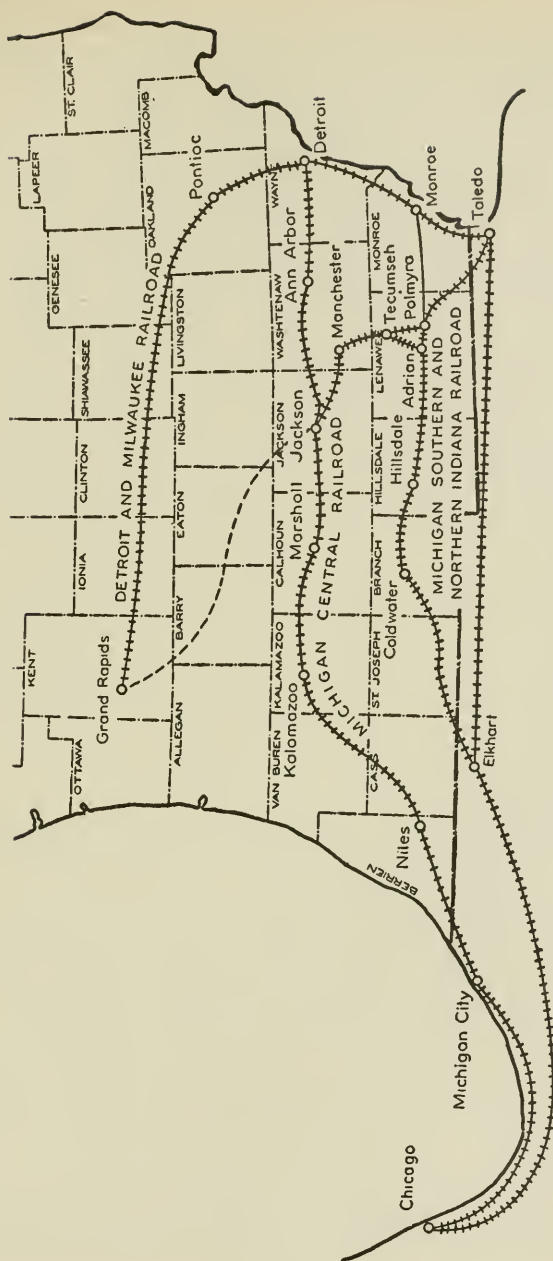 ST. CLAIR
LAPEER
MACOMB
GENESEE
OAKLAND
SHIAWASSEE
LIVINGSTON
CLINTON
INGHAM
IONIA
EATON
KENT
BARRY
OTTAWA
ALLEGAN
DETROIT AND MILWAUKEE RAILROAD
Grand Rapids
Pontiac
Detroit
WAYN
Ann Arbor
WASHTENAW
Manchester
JACKSON
Jackson
CALHOUN
Marshall
KALAMAZOO
Kalamazoo
VAN BUREN
MICHIGAN CENTRAL RAILROAD
MONROE
Monroe
LENAWEE
Tecumseh
Palmyra
Adrian
HILLSDALE
Hillsdale
BRANCH
Coldwater
ST JOSEPH
CASS
BERRIEN
Niles
MICHIGAN SOUTHERN AND
NORTHERN INDIANA RAILROAD
Toledo
Elkhart
Michigan City
Chicago